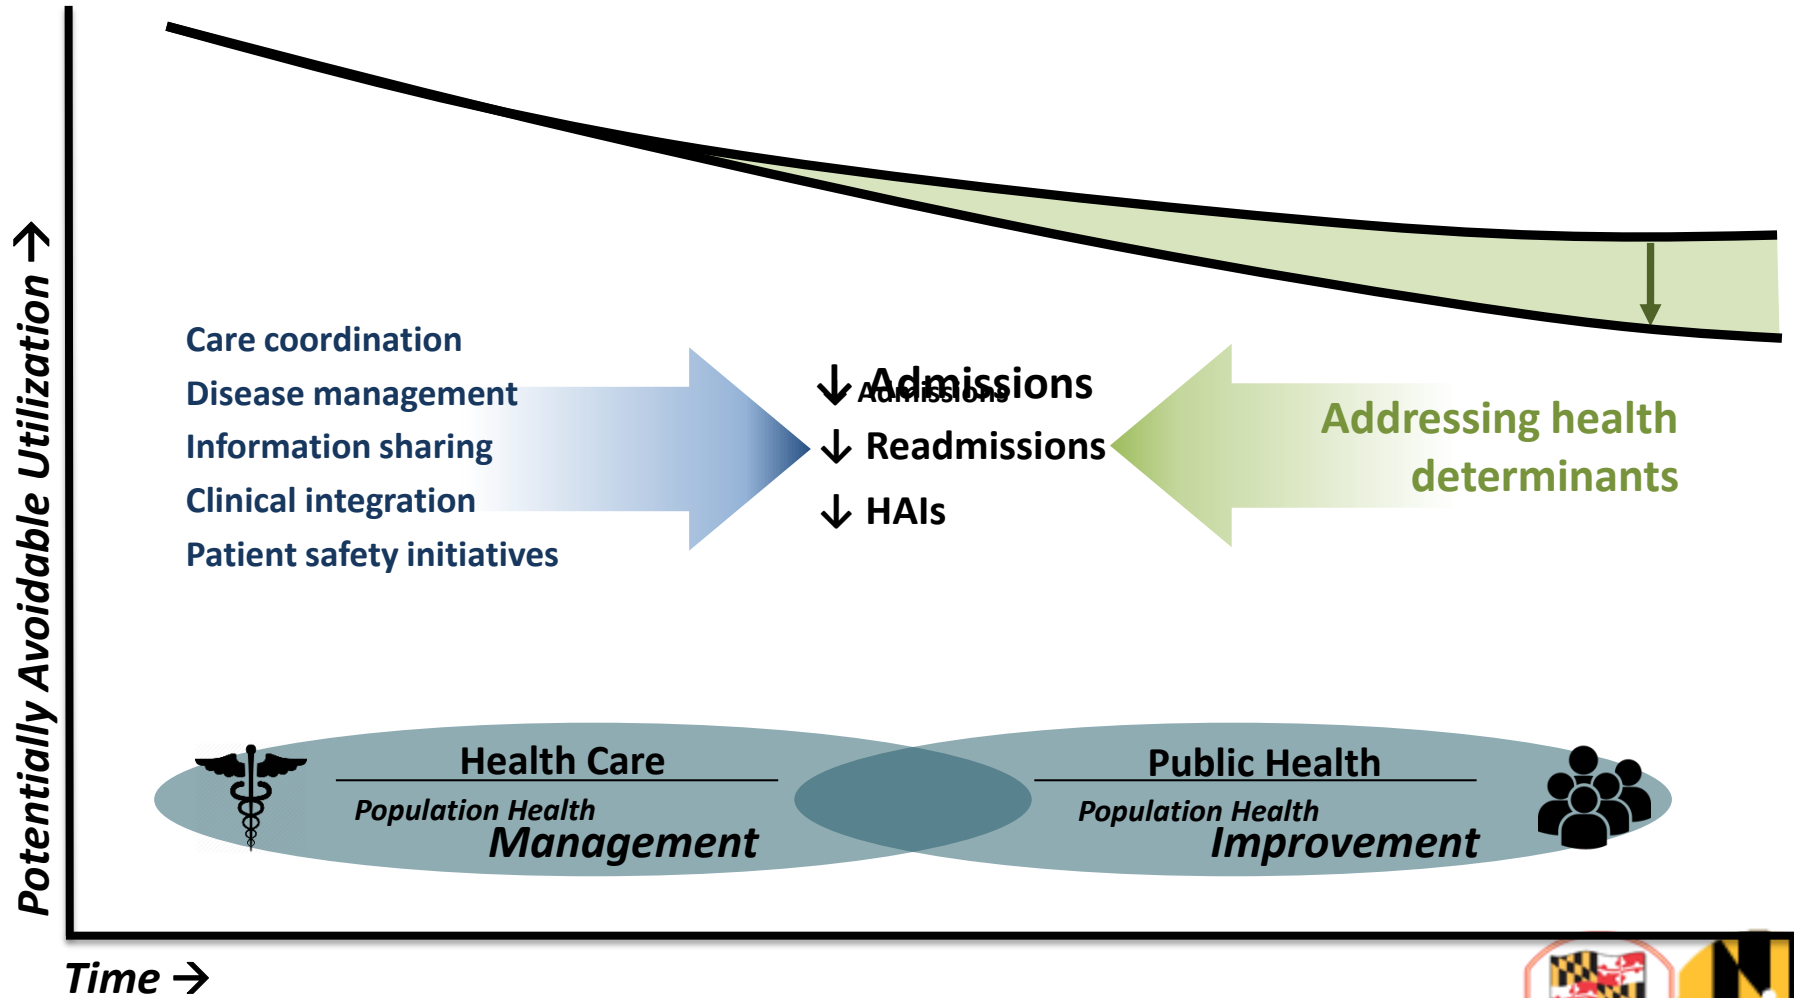 Potentially Avoidable Utilization →
Care coordination
Disease management
Information sharing
Clinical integration
Patient safety initiatives
↓ Admissions
↓ Admissions
↓ Readmissions
↓ HAIs
Addressing health
determinants
Health Care
Population Health
Management
Public Health
Population Health
Improvement
Time →